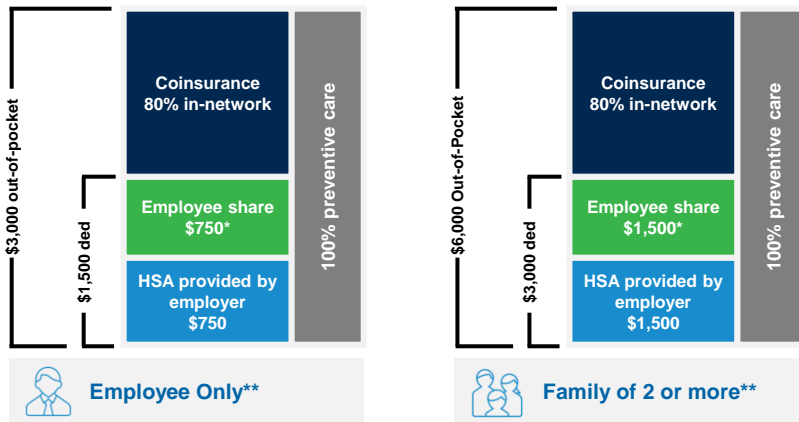 $3,000 out-of-pocket
$1,500 ded
Coinsurance
80% in-network
Employee share
$750*
HSA provided by
employer
$750
100% preventive care
Employee Only**
$6,000 Out-of-Pocket
$3,000 ded
Coinsurance
80% in-network
Employee share
$1,500*
HSA provided by
employer
$1,500
100% preventive care
Family of 2 or more**